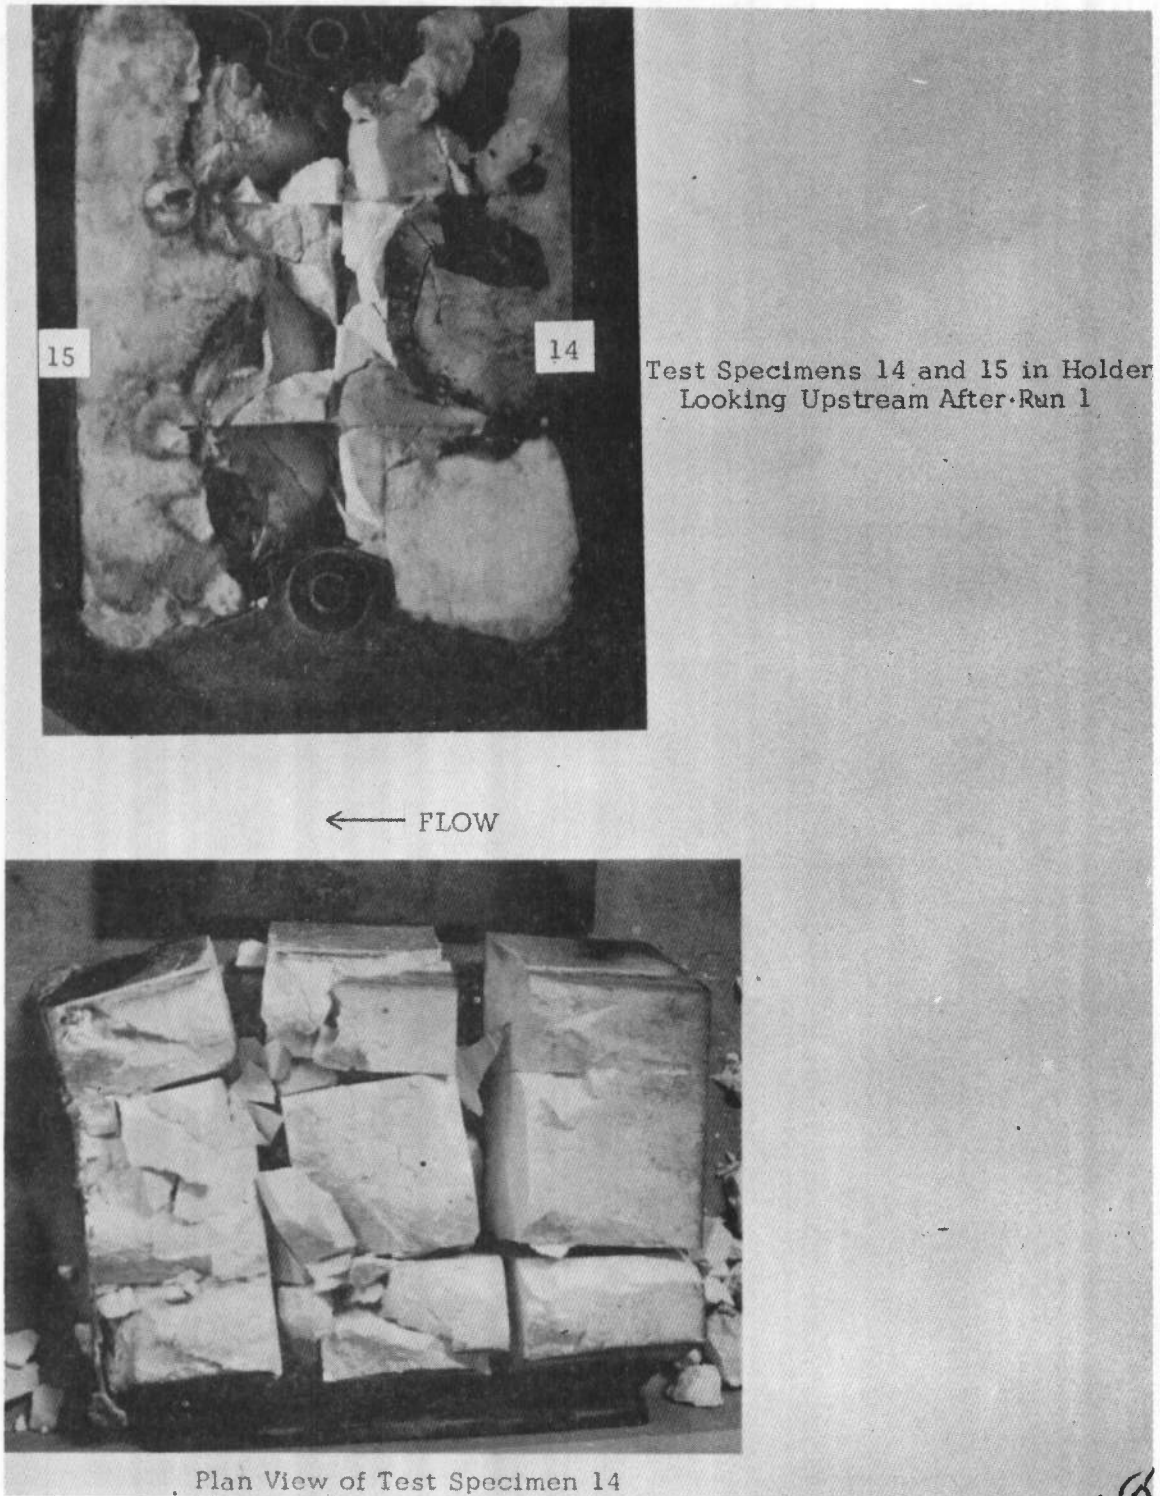 15
14
Test Specimens 14 and 15 in Holder
Looking Upstream After Run 1
← FLOW
Plan View of Test Specimen 14